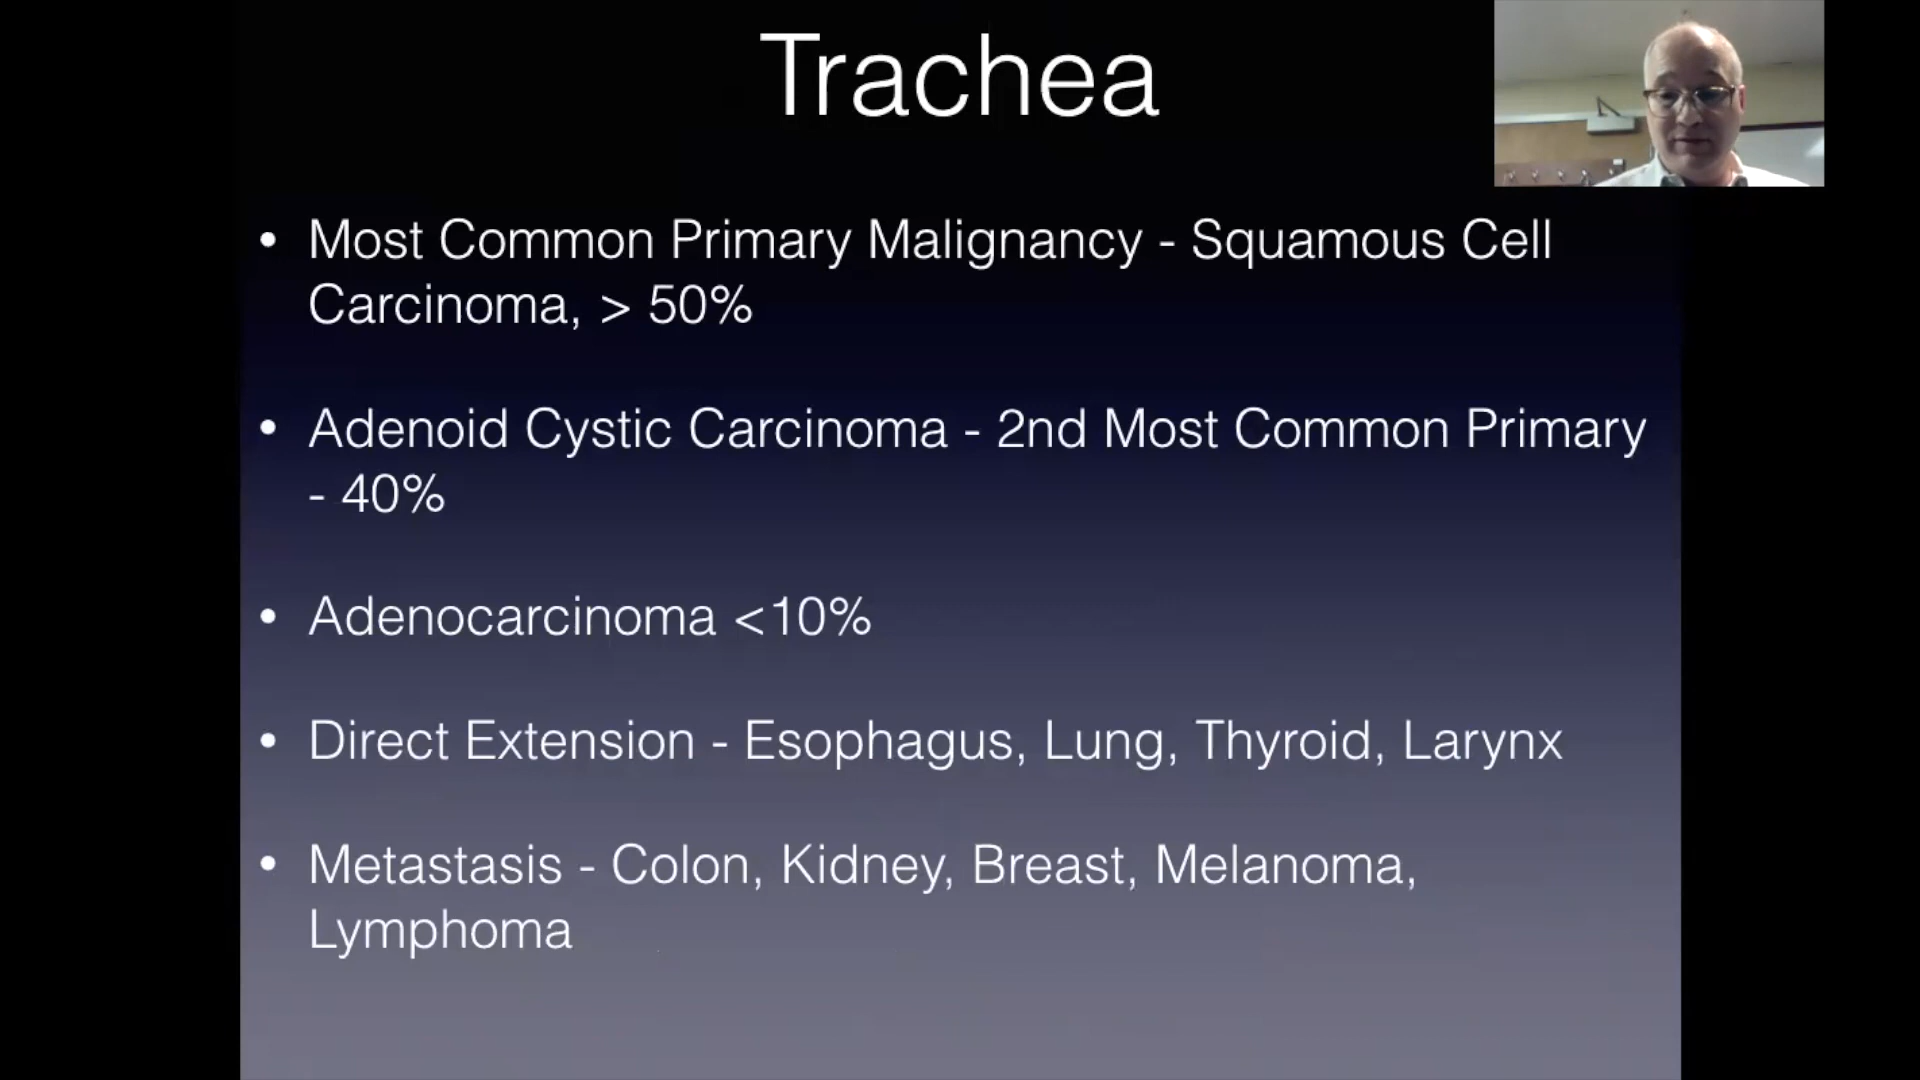 Trachea
• Most Common Primary Malignancy - Squamous Cell
Carcinoma, > 50%
• Adenoid Cystic Carcinoma - 2nd Most Common Primary
- 40%
• Adenocarcinoma <10%
• Direct Extension - Esophagus, Lung, Thyroid, Larynx
• Metastasis - Colon, Kidney, Breast, Melanoma,
Lymphoma